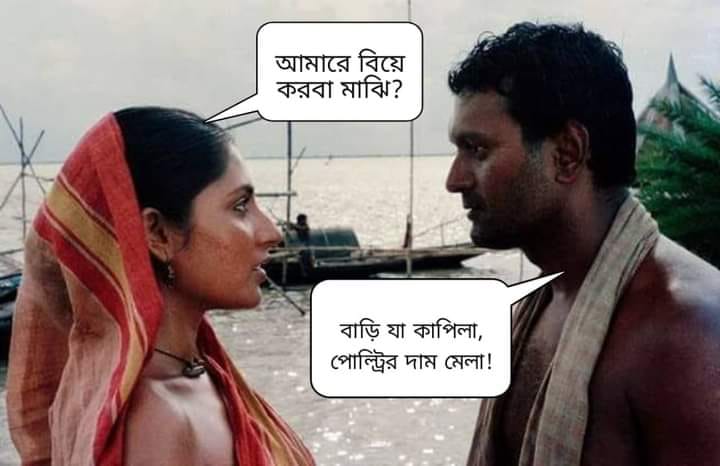 আমারে বিয়ে
করবা মাঝি?
বাড়ি যা কাপিলা,
পোল্ট্রির দাম মেলা!